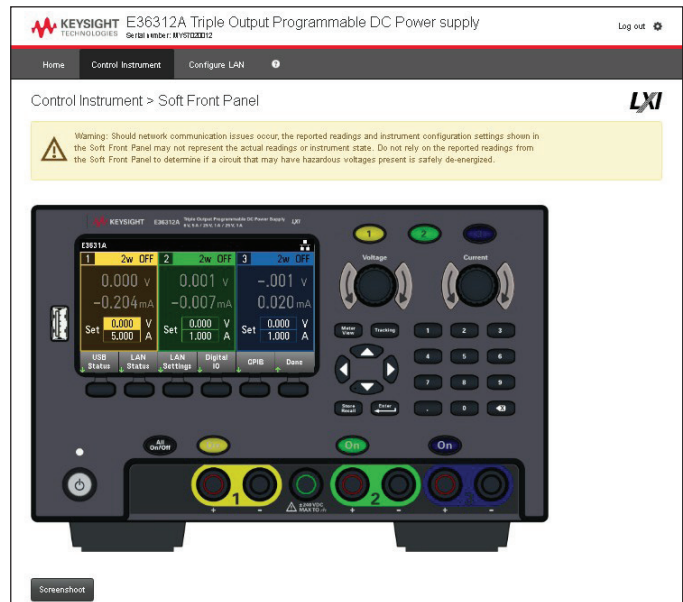 KEYSIGHT TECHNOLOGIES
E36312A Triple Output Programmable DC Power supply
Log out
Home Control Instrument Configure LAN ?
Control Instrument > Soft Front Panel
LXI
Warning: Should network communication issues occur, the reported readings and instrument configuration settings shown in
the Soft Front Panel may not represent the actual readings or instrument state. Do not rely on the reported readings from
the Soft Front Panel to determine if a circuit that may have hazardous voltages present is safely de-energized.
KEYSIGHT E36312A Triple Output Programmable DC Power Supply LXI
E3631A
1 2w OFF 2 2w OFF 3 2w OFF
0.000 V 0.001 V -.001 V
-0.204mA -0.007mA 0.020mA
Set 0.000 V Set 0.000 V Set 0.000 V
5.000 A 1.000 A 1.000 A
USB Status LAN Status LAN Settings Digital IO GPIB Done
1 2
Voltage Current
Meter View Tracking 1 2 3
4 5 6
7 8 9
Store Recall Enter . 0
All On/Off On On
1 2
±240VDC MAX TO
+ - + - + -
Screenshoot